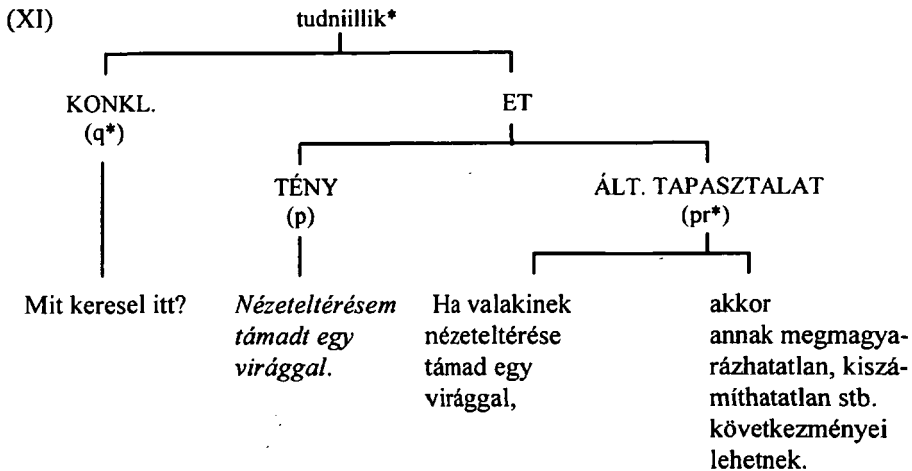 (XI)
tudniillik*
KONKL.
(q*)
ET
TÉNY
(p)
ÁLT. TAPASZTALAT
(pr*)
Mit keresel itt?
Nézeteltérésem
támadt egy
virággal.
Ha valakinek
nézeteltérése
támad egy
virággal,
akkor
annak megmagya-
rázhatatlan, kiszá-
míthatatlan stb.
következményei
lehetnek.